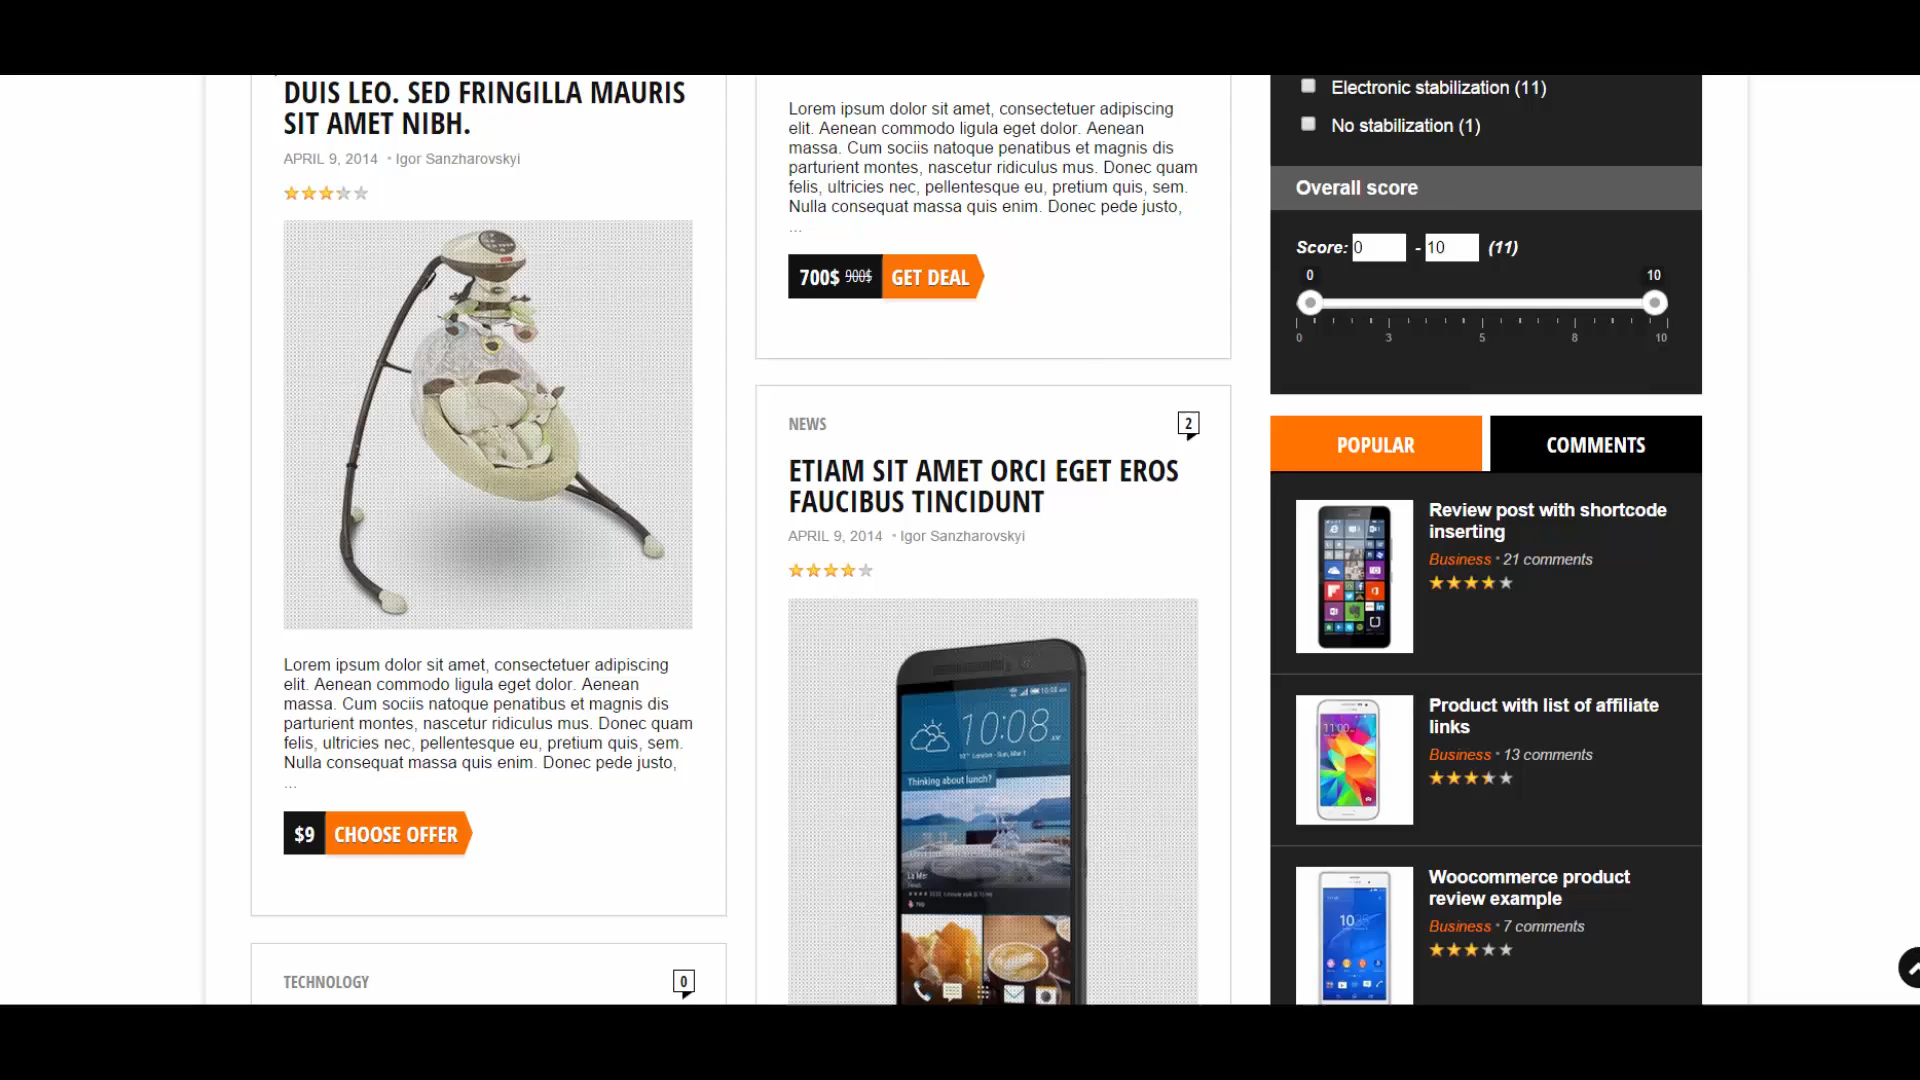 DUIS LEO. SED FRINGILLA MAURIS
SIT AMET NIBH.
APRIL 9, 2014 • Igor Sanzharovskyi
Lorem ipsum dolor sit amet, consectetuer adipiscing
elit. Aenean commodo ligula eget dolor. Aenean
massa. Cum sociis natoque penatibus et magnis dis
parturient montes, nascetur ridiculus mus. Donec quam
felis, ultricies nec, pellentesque eu, pretium quis, sem.
Nulla consequat massa quis enim. Donec pede justo,
...
$9 CHOOSE OFFER
TECHNOLOGY
0
Lorem ipsum dolor sit amet, consectetuer adipiscing
elit. Aenean commodo ligula eget dolor. Aenean
massa. Cum sociis natoque penatibus et magnis dis
parturient montes, nascetur ridiculus mus. Donec quam
felis, ultricies nec, pellentesque eu, pretium quis, sem.
Nulla consequat massa quis enim. Donec pede justo,
...
700$ 900$ GET DEAL
NEWS
2
ETIAM SIT AMET ORCI EGET EROS
FAUCIBUS TINCIDUNT
APRIL 9, 2014 • Igor Sanzharovskyi
10:08 AM
10:08
Thinking about lunch?
La Mer
Electronic stabilization (11)
No stabilization (1)
Overall score
Score: 0 - 10 (11)
0 10
0 3 5 8 10
POPULAR
COMMENTS
Review post with shortcode
inserting
Business • 21 comments
11:00
Product with list of affiliate
links
Business • 13 comments
Woocommerce product
review example
Business • 7 comments